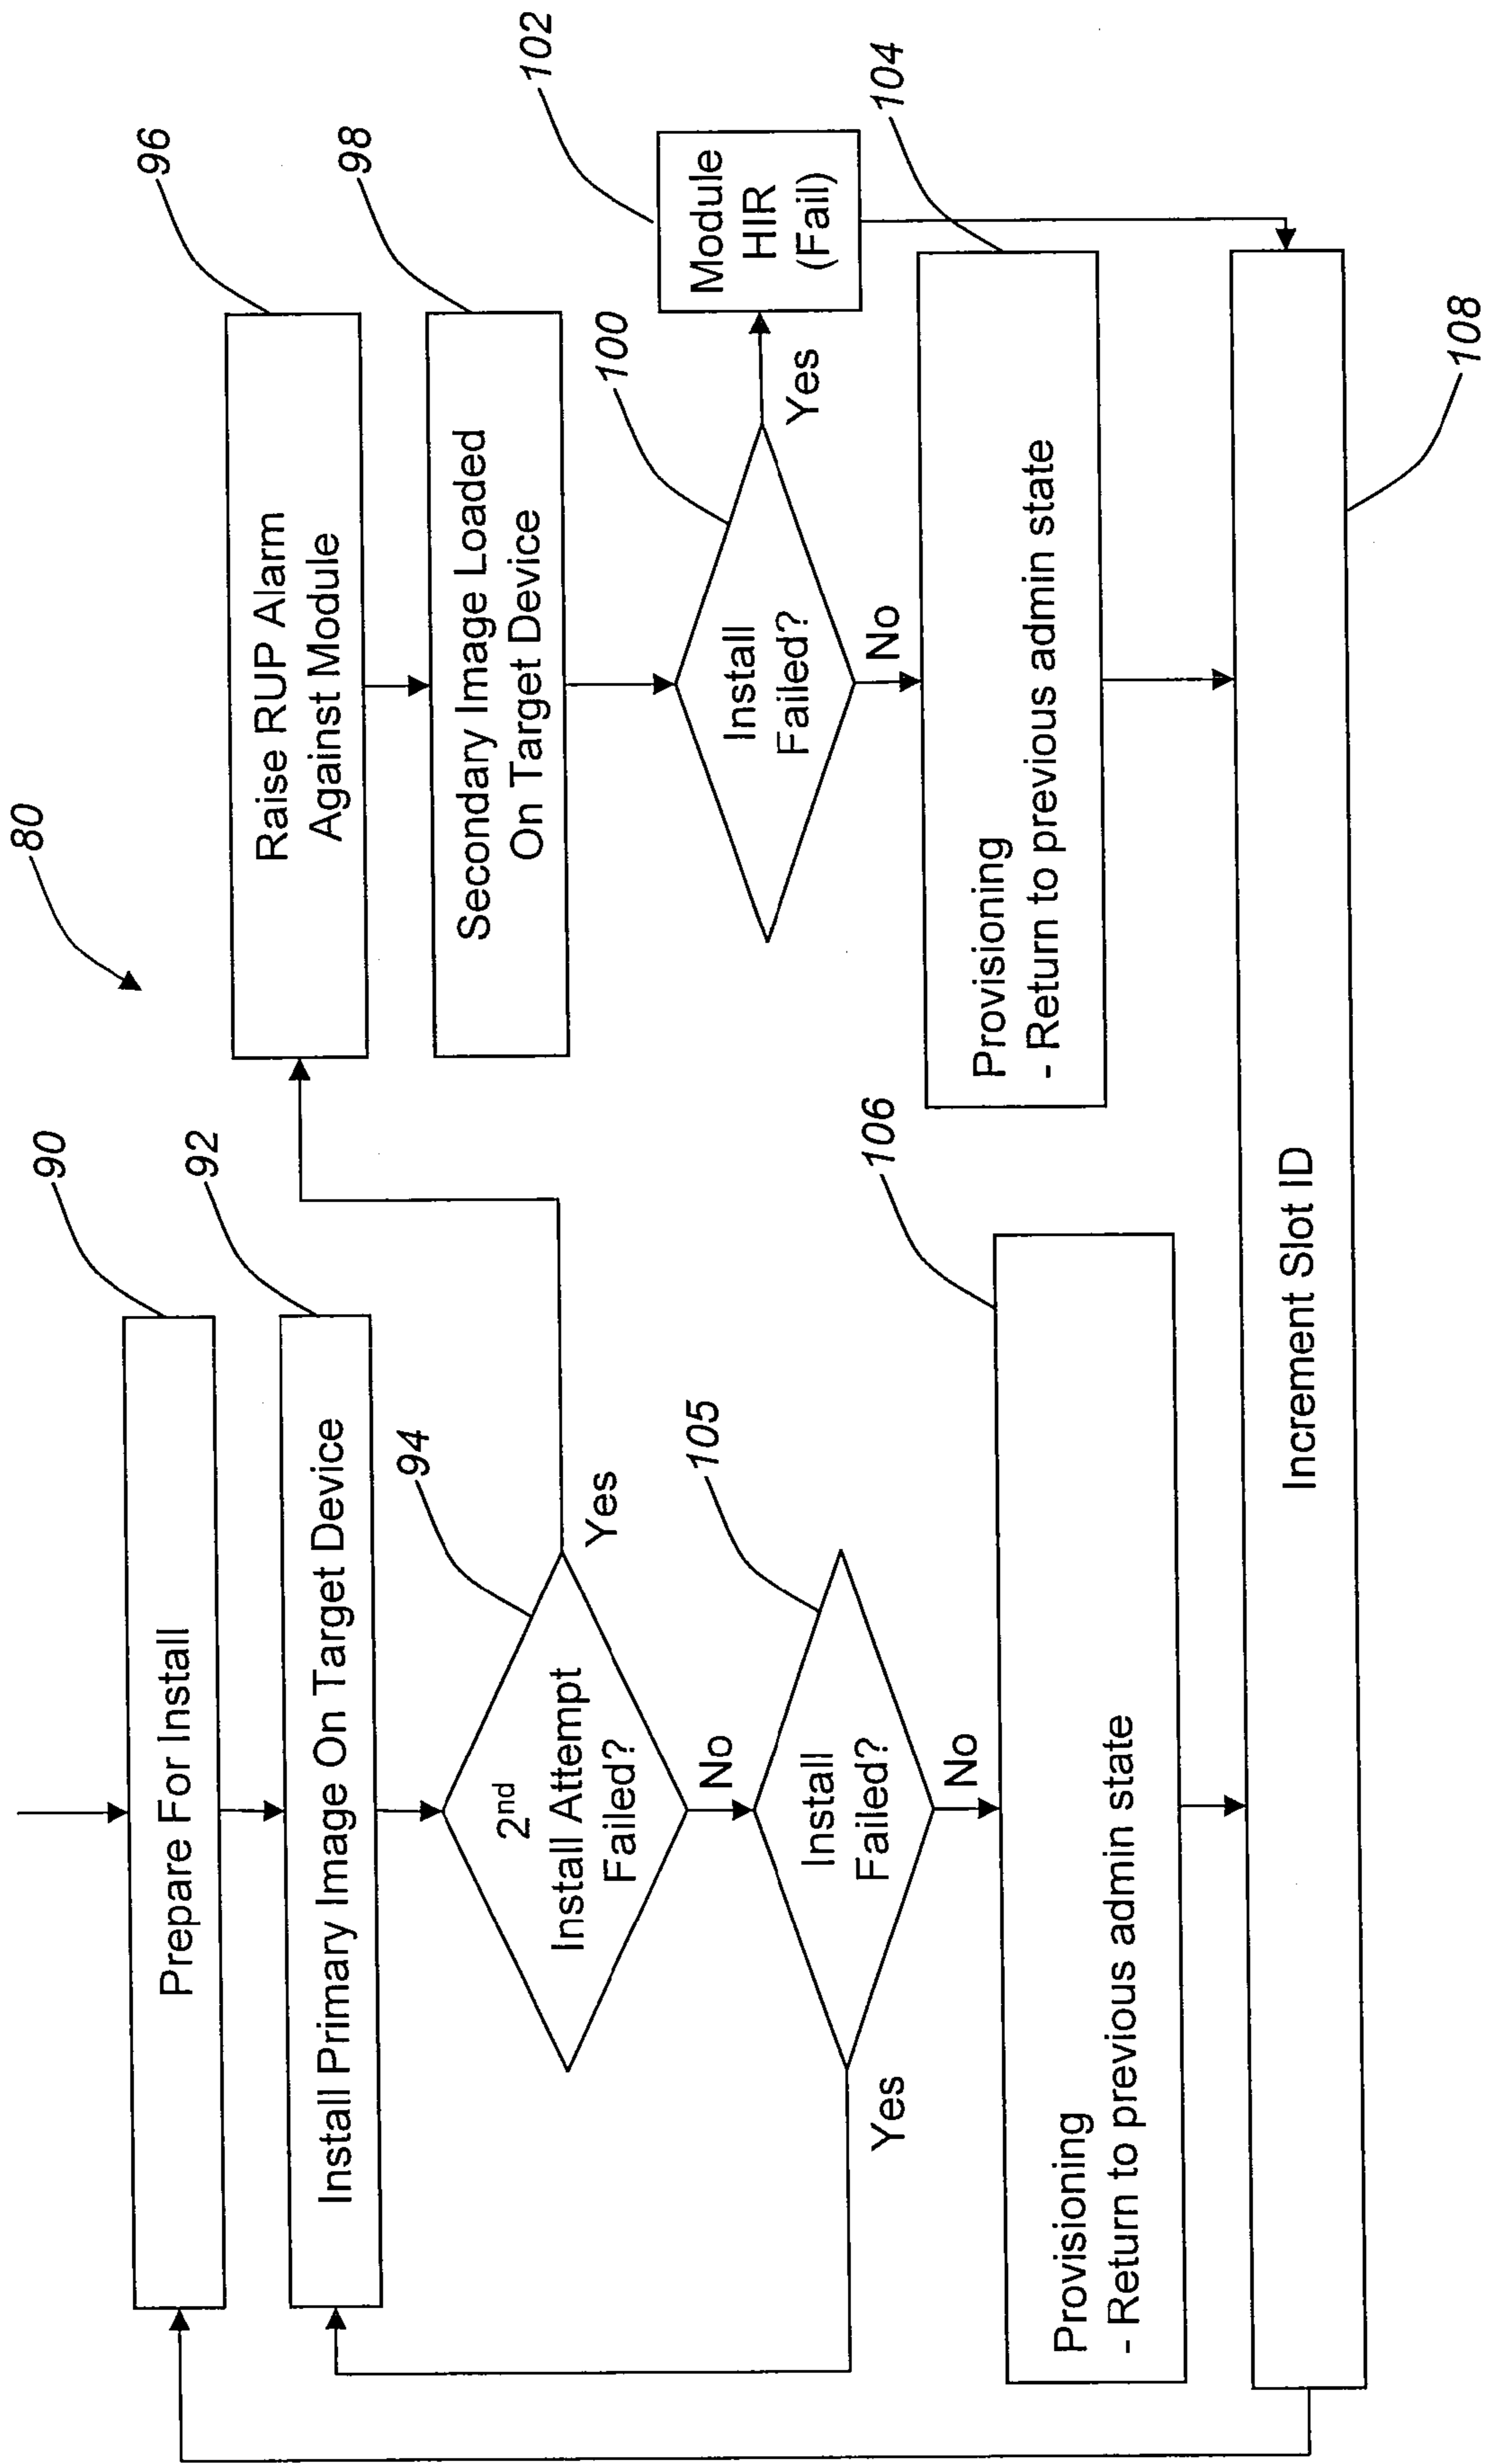 80
90
Prepare For Install
92
Install Primary Image On Target Device
94
2nd
Install Attempt
Failed?
Yes
No
105
Install
Failed?
Yes
No
106
Provisioning
- Return to previous admin state
96
Raise RUP Alarm
Against Module
98
Secondary Image Loaded
On Target Device
100
Install
Failed?
Yes
No
102
Module
HIR
(Fail)
104
Provisioning
- Return to previous admin state
Increment Slot ID
108